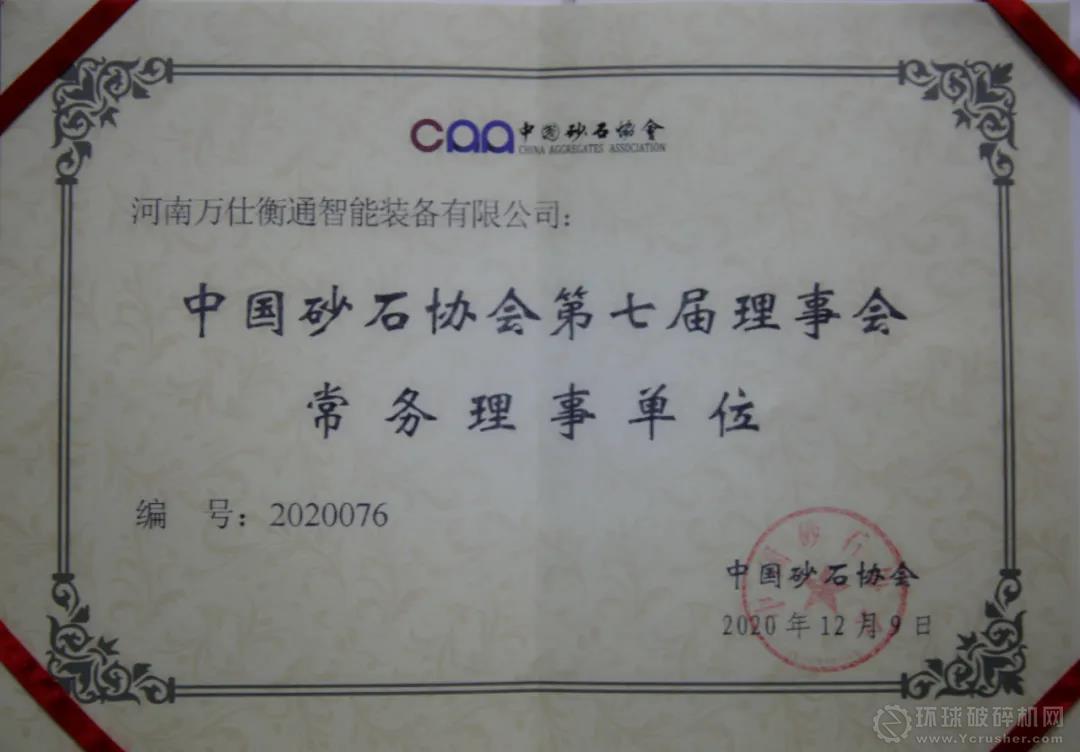 caa 中国砂石協會
CHINA AGGREGATES ASSOCIATION
河南万仕衡通智能装备有限公司：
中国砂石协会第七届理事会
常务理事单位
编 号：2020076
中国砂石协会
2020年12月9日
环球破碎机网
www.Ycrusher.com